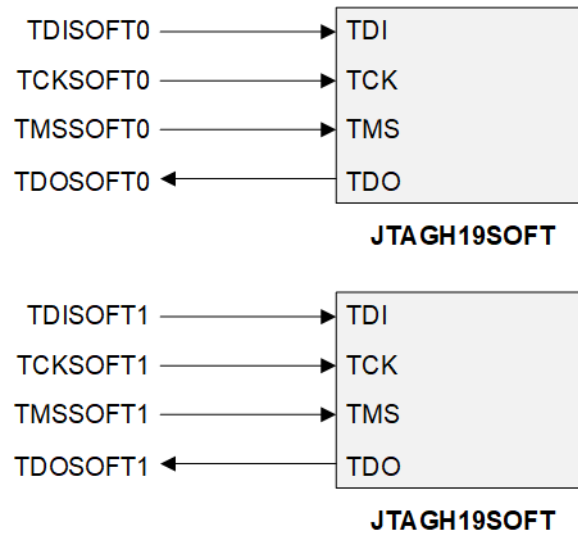 TDISOFT0 TDI
TCKSOFT0 TCK
TMSSOFT0 TMS
TDOSOFT0 TDO
JTAGH19SOFT
TDISOFT1 TDI
TCKSOFT1 TCK
TMSSOFT1 TMS
TDOSOFT1 TDO
JTAGH19SOFT